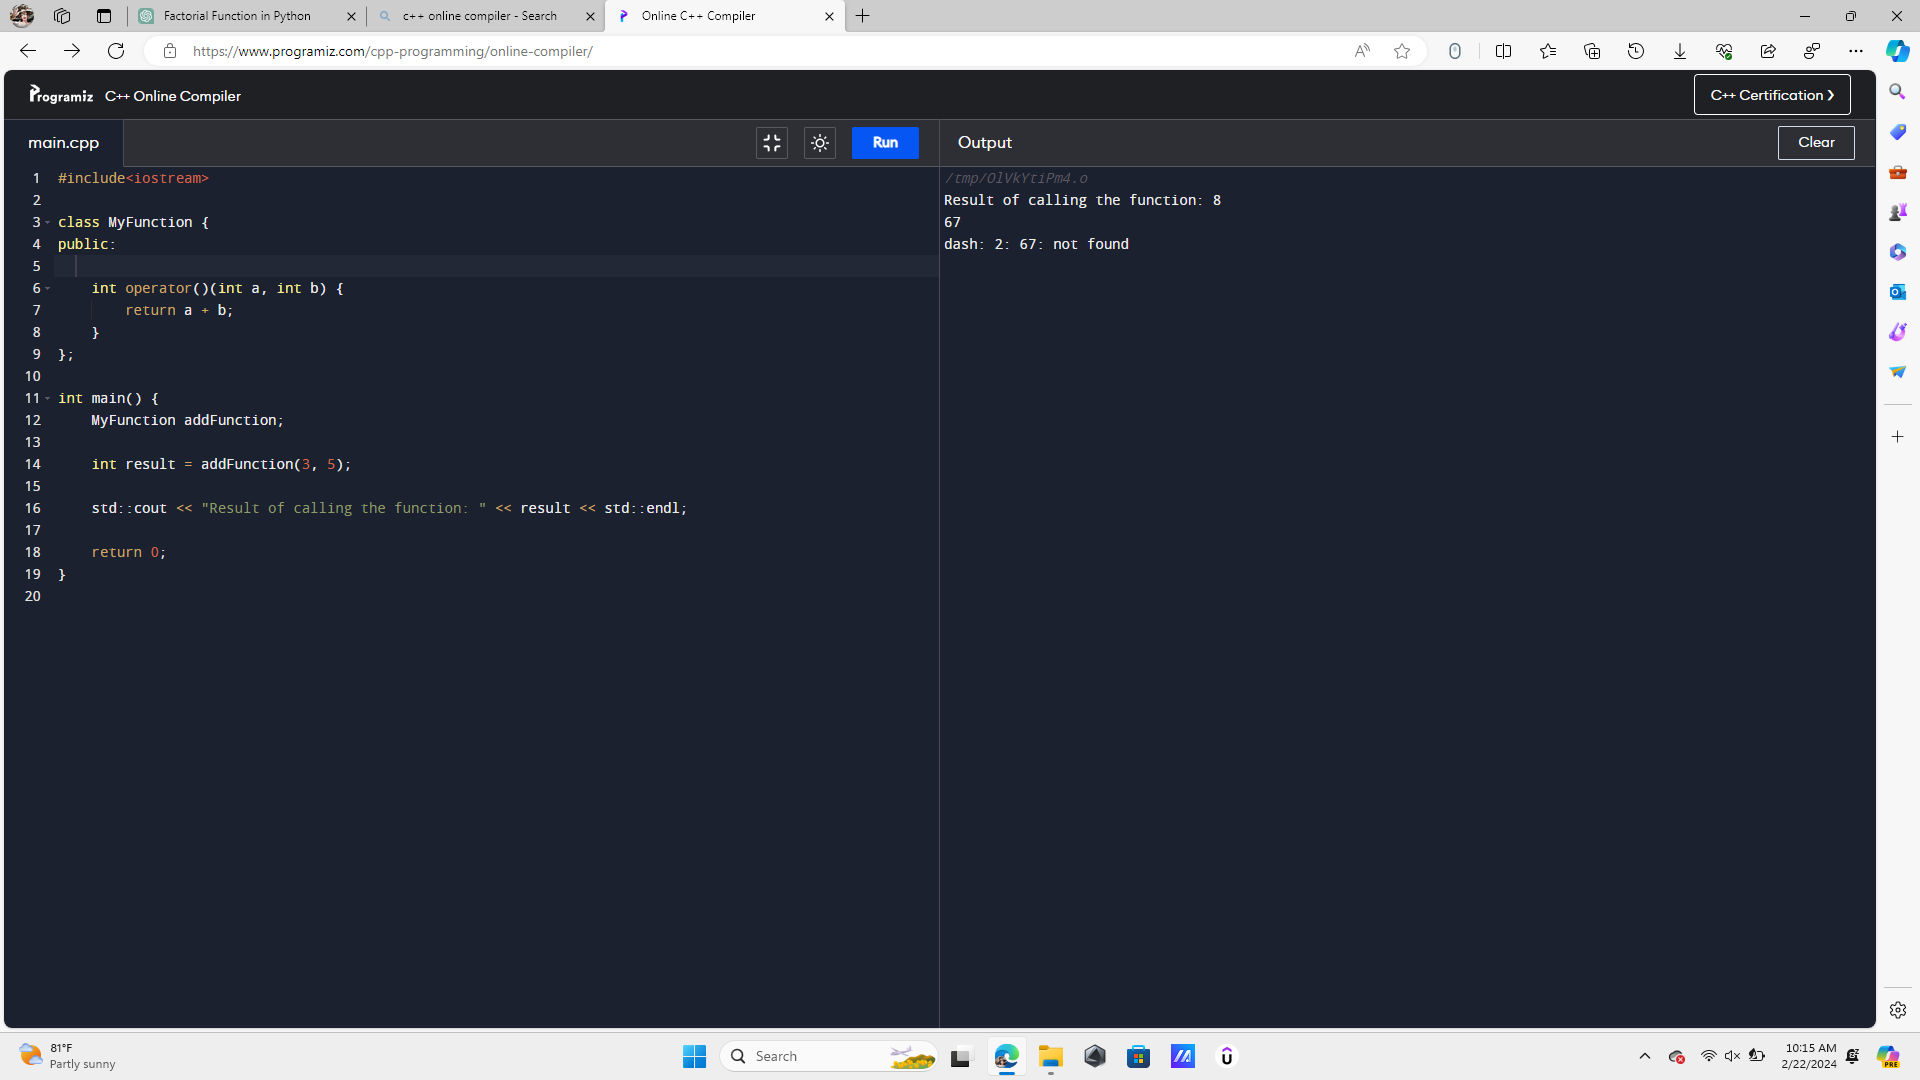 Factorial Function in Python
c++ online compiler - Search
Online C++ Compiler
https://www.programiz.com/cpp-programming/online-compiler/
Programiz C++ Online Compiler
C++ Certification ❯
main.cpp
Run
Output
Clear
1 #include<iostream>
2
3 class MyFunction {
4 public:
5
6     int operator()(int a, int b) {
7         return a + b;
8     }
9 };
10
11 int main() {
12     MyFunction addFunction;
13
14     int result = addFunction(3, 5);
15
16     std::cout << "Result of calling the function: " << result << std::endl;
17
18     return 0;
19 }
20
/tmp/OlVkYtiPm4.o
Result of calling the function: 8
67
dash: 2: 67: not found
81°F
Partly sunny
Search
10:15 AM
2/22/2024
PRE